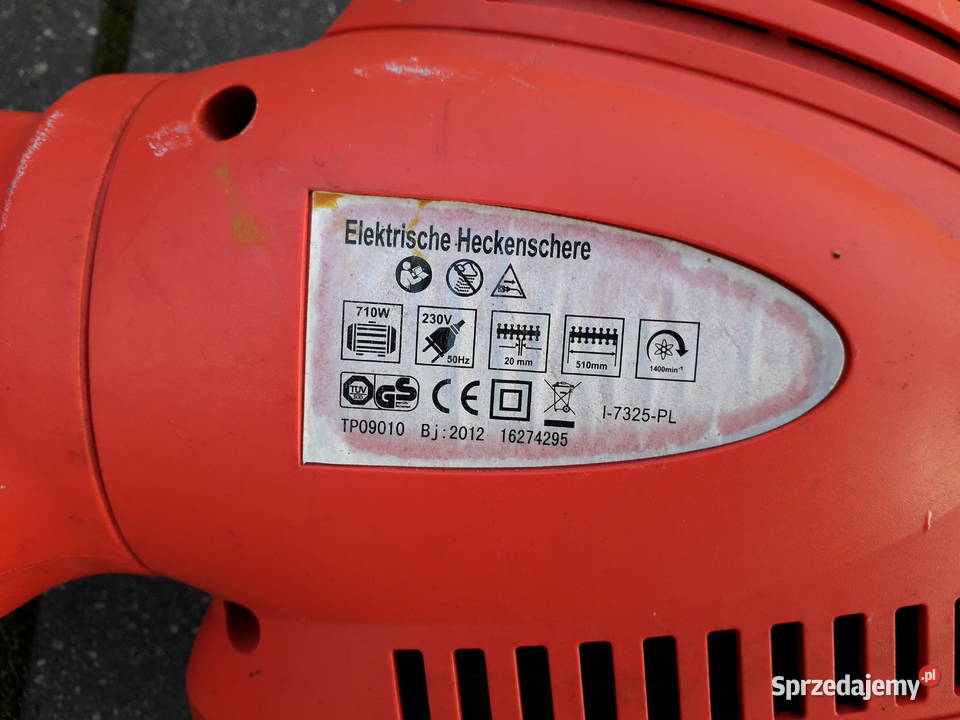 Elektrische Heckenschere
710W 230V 50Hz 20 mm 510mm 1400min⁻¹
TÜV GS CE I-7325-PL
TP09010 Bj:2012 16274295
Sprzedajemy.pl